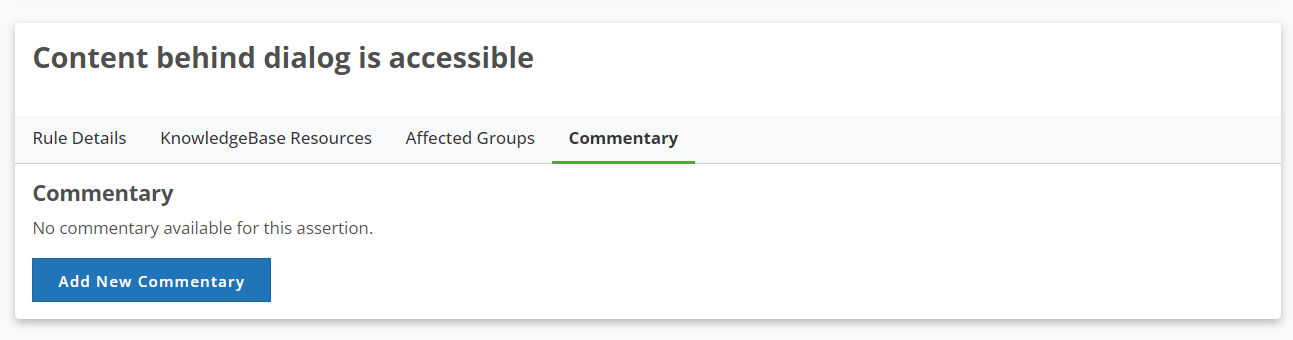 Content behind dialog is accessible
Rule Details KnowledgeBase Resources Affected Groups Commentary
Commentary
No commentary available for this assertion.
Add New Commentary